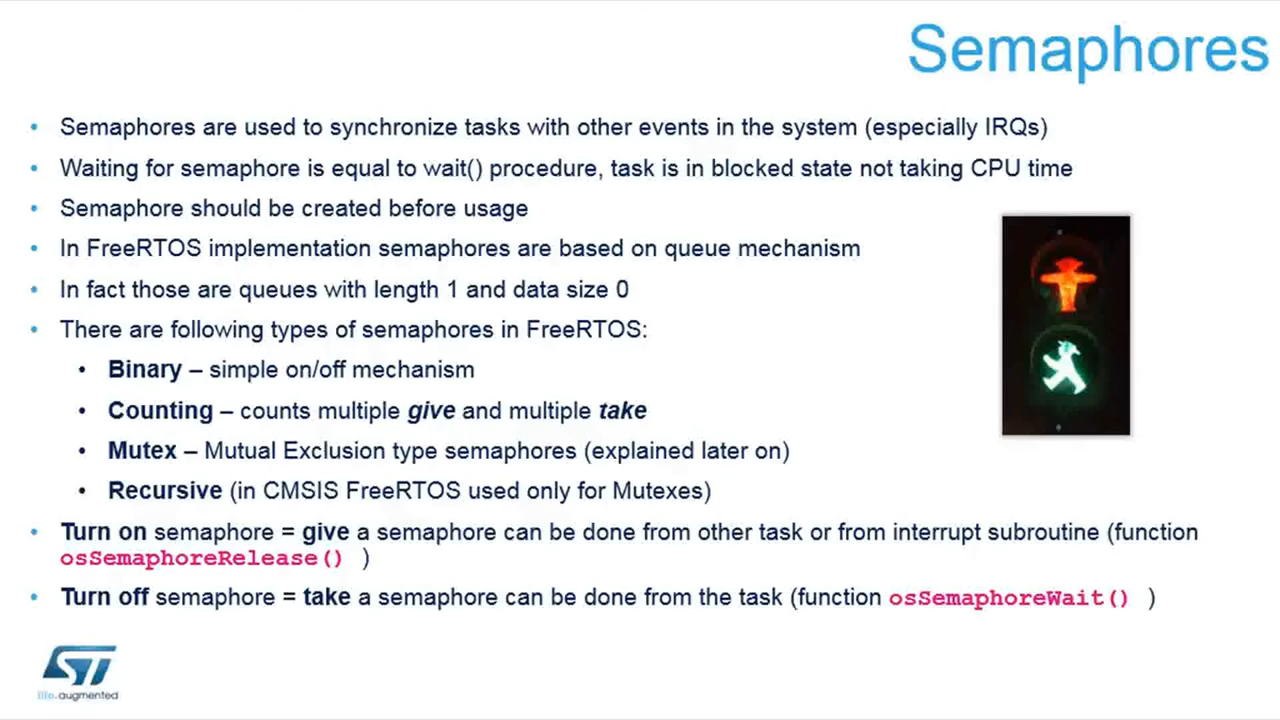 Semaphores
• Semaphores are used to synchronize tasks with other events in the system (especially IRQs)
• Waiting for semaphore is equal to wait() procedure, task is in blocked state not taking CPU time
• Semaphore should be created before usage
• In FreeRTOS implementation semaphores are based on queue mechanism
• In fact those are queues with length 1 and data size 0
• There are following types of semaphores in FreeRTOS:
• Binary – simple on/off mechanism
• Counting – counts multiple give and multiple take
• Mutex – Mutual Exclusion type semaphores (explained later on)
• Recursive (in CMSIS FreeRTOS used only for Mutexes)
• Turn on semaphore = give a semaphore can be done from other task or from interrupt subroutine (function
osSemaphoreRelease() )
• Turn off semaphore = take a semaphore can be done from the task (function osSemaphoreWait() )
ST
life.augmented